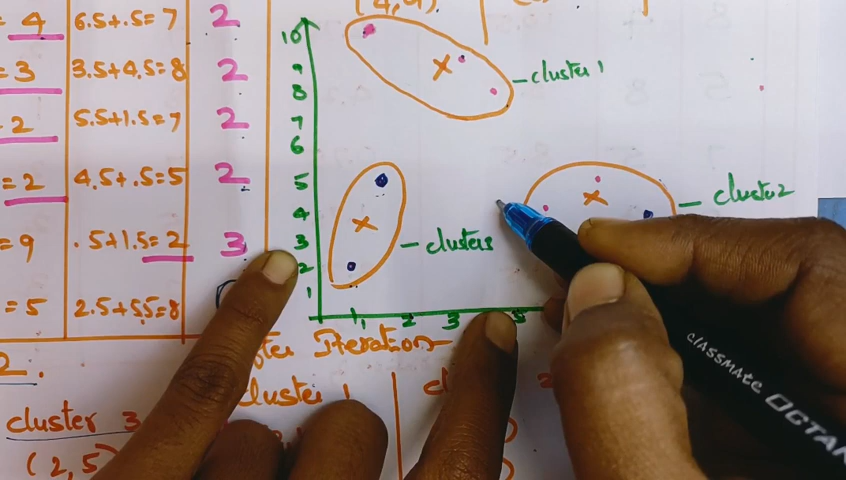 = 4 6.5+.5=7 2
= 3 3.5+4.5=8 2
2 5.5+1.5=7 2
= 2 4.5+.5=5 2
= 9 .5+1.5=2 3
= 5 2.5+5.5=8
10
9
8
7
6
5
4
3
2
1
1 2 3 5
cluster 1
cluster 2
cluster 3
Iteration
2.
cluster 3
cluster 1
(2,5)
CLASSMATE OCTA